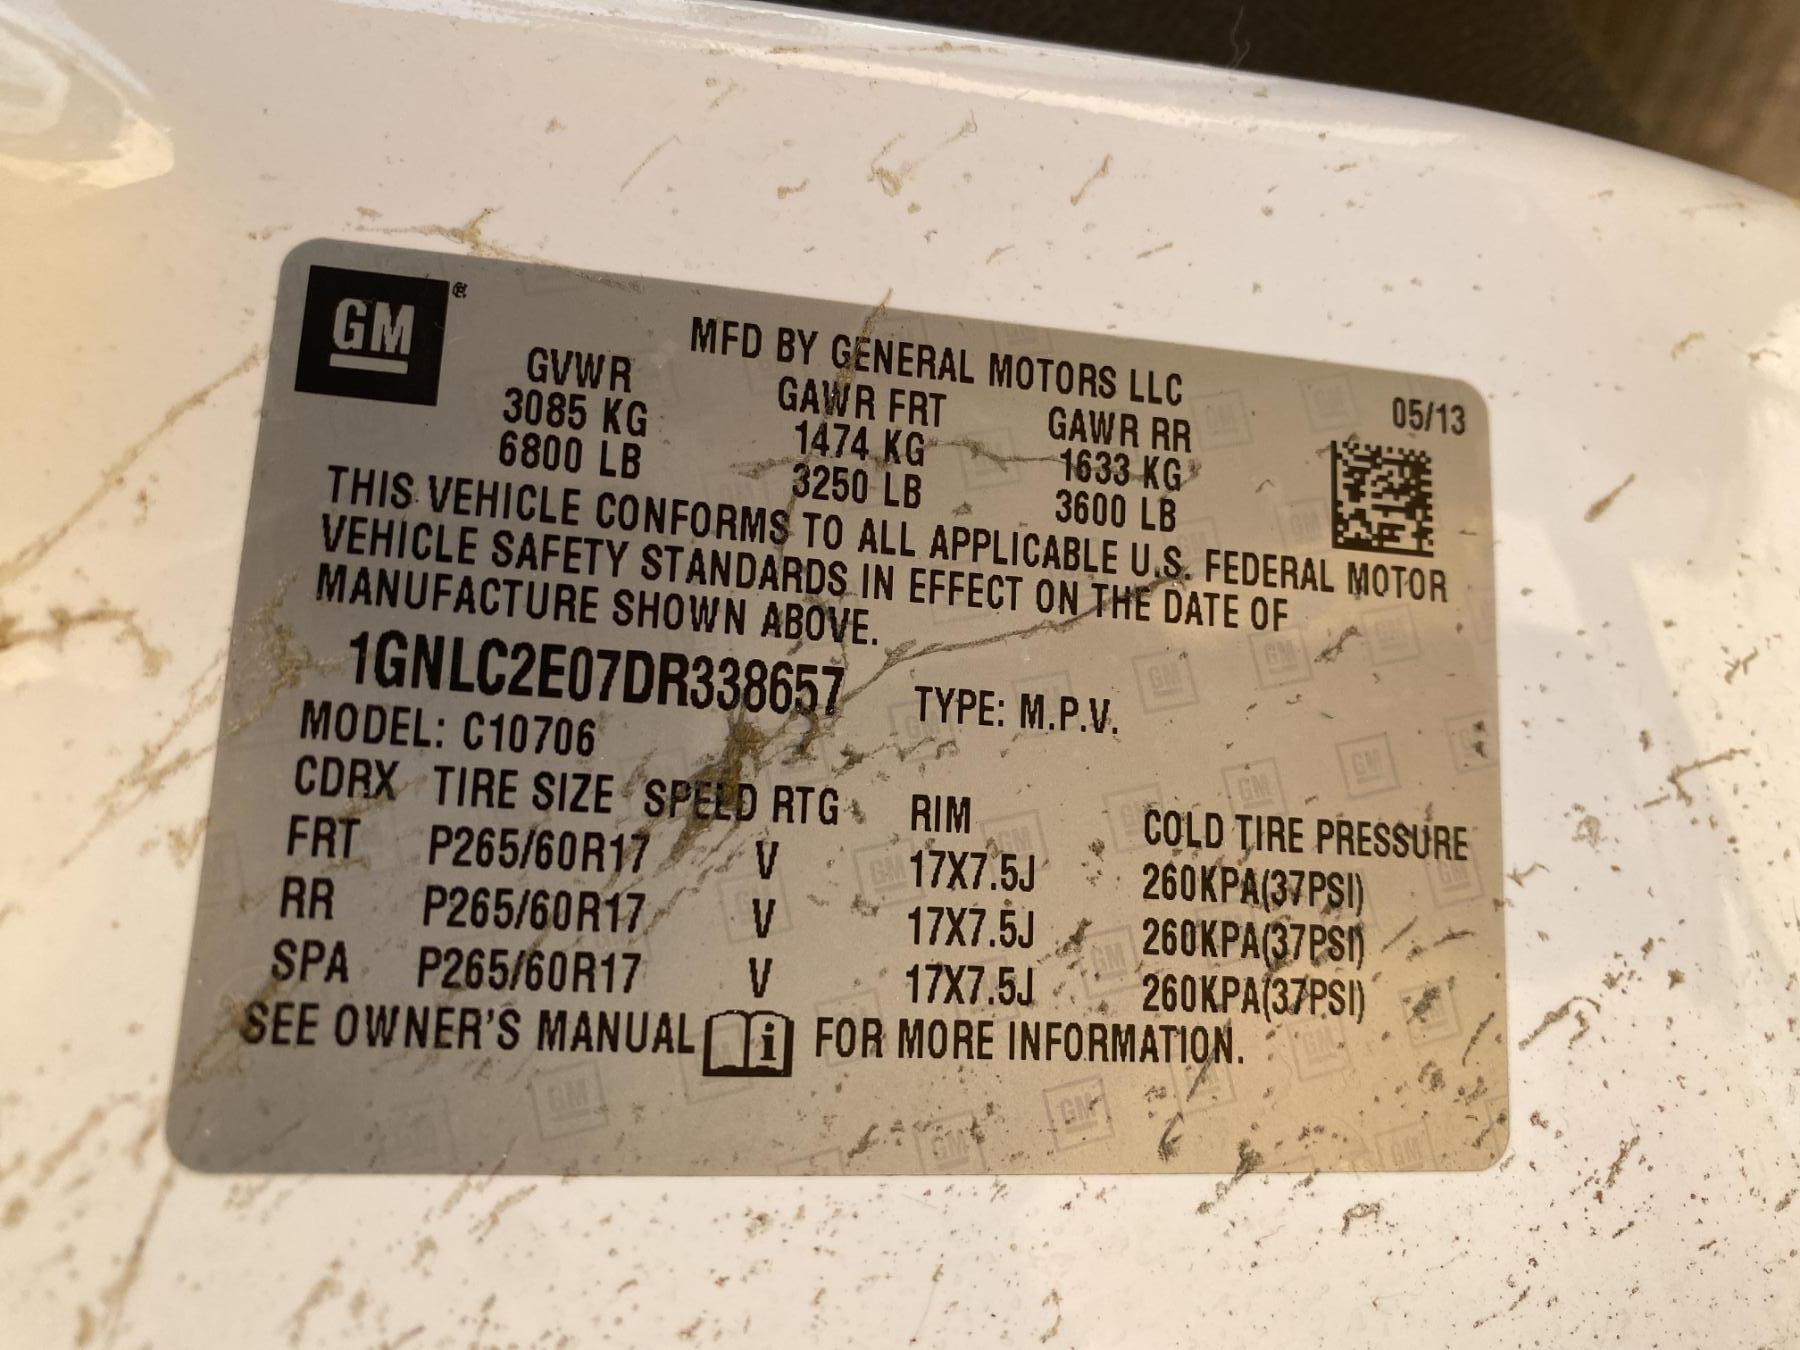 GM®
MFD BY GENERAL MOTORS LLC
05/13
GVWR GAWR FRT GAWR RR
3085 KG 1474 KG 1633 KG
6800 LB 3250 LB 3600 LB
THIS VEHICLE CONFORMS TO ALL APPLICABLE U.S. FEDERAL MOTOR
VEHICLE SAFETY STANDARDS IN EFFECT ON THE DATE OF
MANUFACTURE SHOWN ABOVE.
1GNLC2E07DR338657 TYPE: M.P.V.
MODEL: C10706
CDRX TIRE SIZE SPEED RTG RIM COLD TIRE PRESSURE
FRT P265/60R17 V 17X7.5J 260KPA(37PSI)
RR P265/60R17 V 17X7.5J 260KPA(37PSI)
SPA P265/60R17 V 17X7.5J 260KPA(37PSI)
SEE OWNER'S MANUAL i FOR MORE INFORMATION.